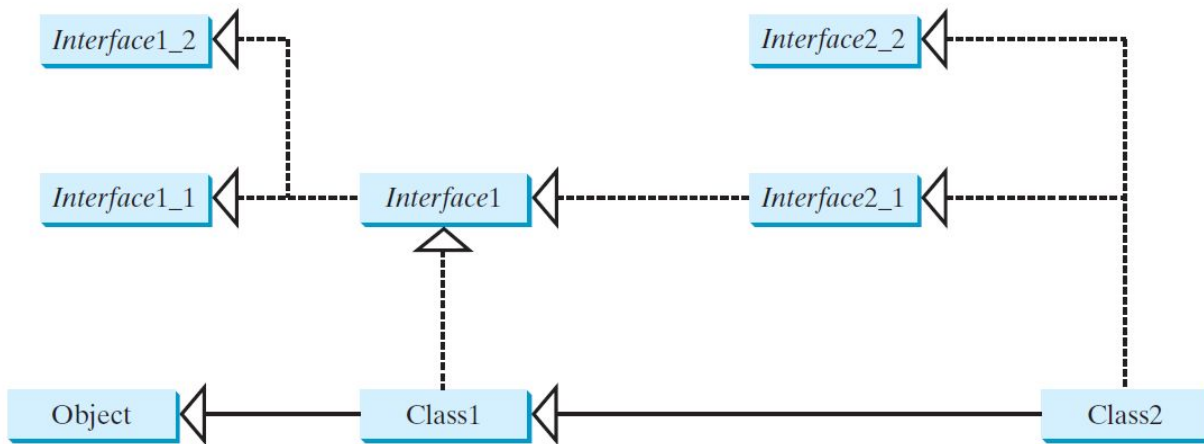 Interface1_2
Interface2_2
Interface1_1
Interface1
Interface2_1
Object
Class1
Class2